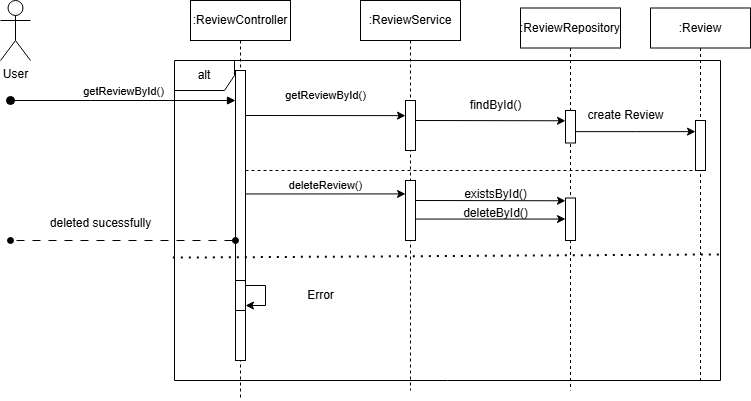 :ReviewController
:ReviewService
:ReviewRepository
:Review
User
alt
getReviewById()
getReviewById()
findById()
create Review
deleteReview()
existsById()
deleteById()
deleted sucessfully
Error